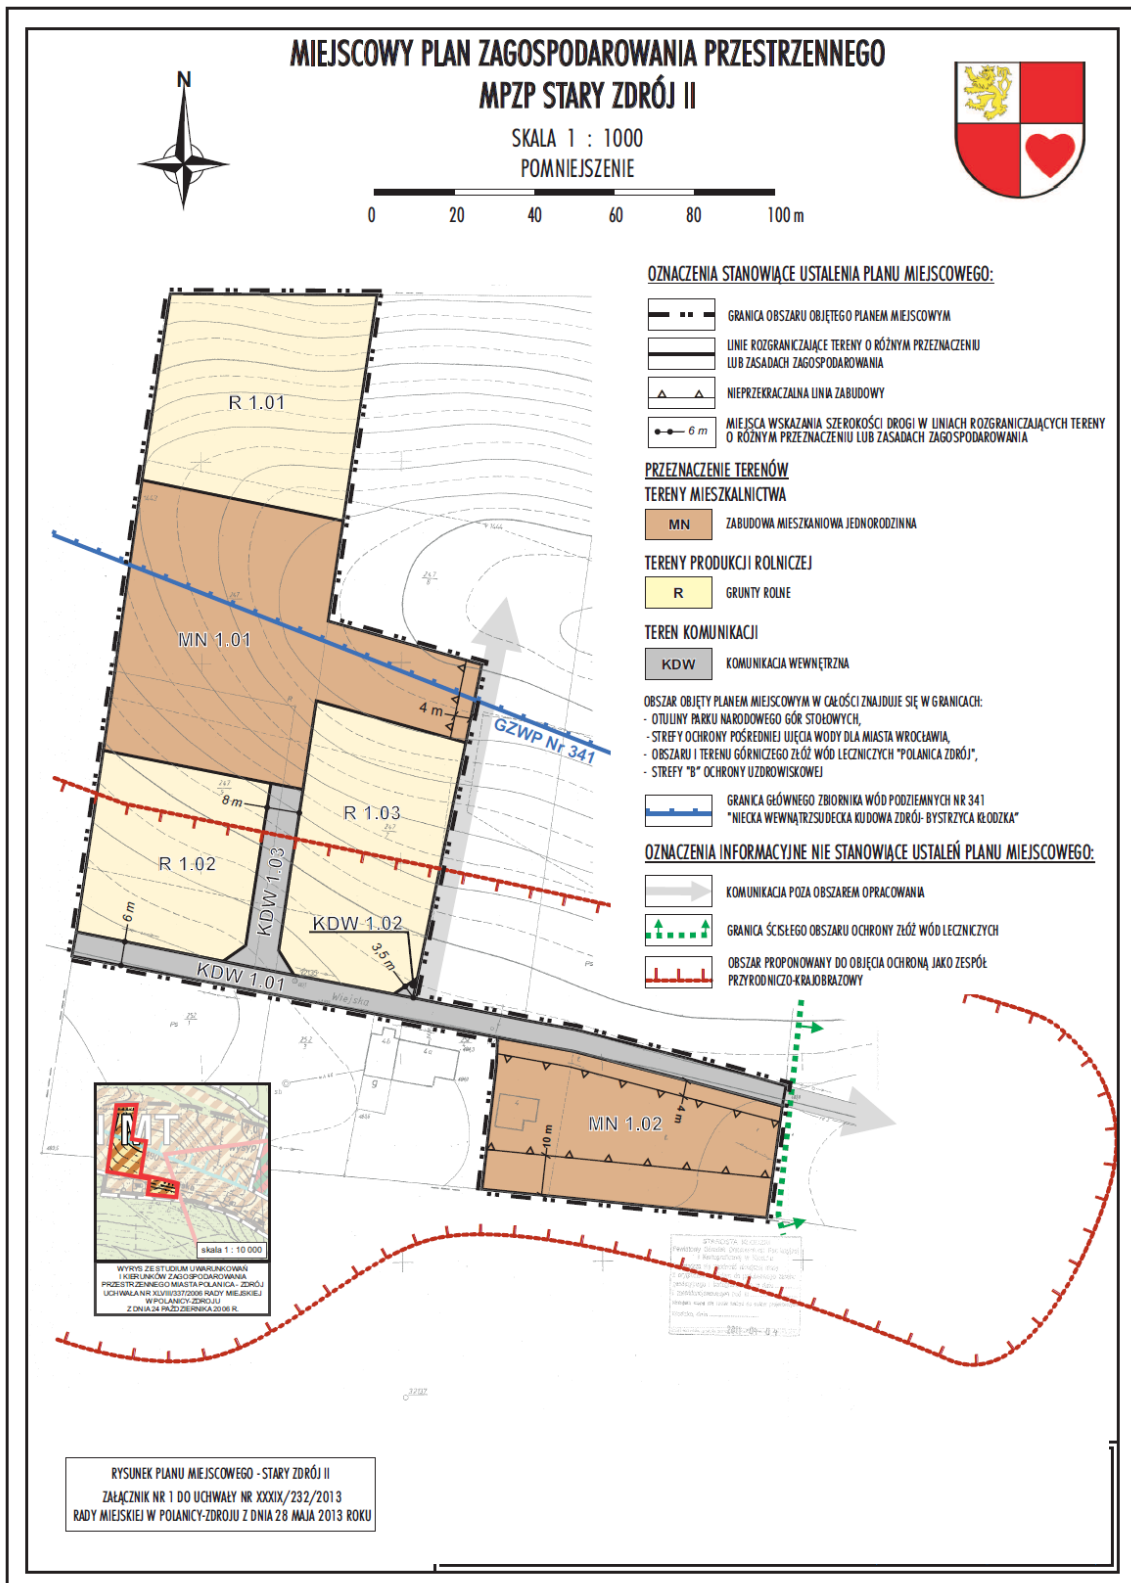 MIEJSCOWY PLAN ZAGOSPODAROWANIA PRZESTRZENNEGO
MPZP STARY ZDRÓJ II
SKALA 1 : 1000
POMNIEJSZENIE
0 20 40 60 80 100 m
N
OZNACZENIA STANOWIĄCE USTALENIA PLANU MIEJSCOWEGO:
GRANICA OBSZARU OBJĘTEGO PLANEM MIEJSCOWYM
LINIE ROZGRANICZAJĄCE TERENY O RÓŻNYM PRZEZNACZENIU
LUB ZASADACH ZAGOSPODAROWANIA
NIEPRZEKRACZALNA LINIA ZABUDOWY
6 m
MIEJSCA WSKAZANIA SZEROKOŚCI DROGI W LINIACH ROZGRANICZAJĄCYCH TERENY
O RÓŻNYM PRZEZNACZENIU LUB ZASADACH ZAGOSPODAROWANIA
PRZEZNACZENIE TERENÓW
TERENY MIESZKALNICTWA
MN ZABUDOWA MIESZKANIOWA JEDNORODZINNA
TERENY PRODUKCJI ROLNICZEJ
R GRUNTY ROLNE
TEREN KOMUNIKACJI
KDW KOMUNIKACJA WEWNĘTRZNA
OBSZAR OBJĘTY PLANEM MIEJSCOWYM W CAŁOŚCI ZNAJDUJE SIĘ W GRANICACH:
- OTULINY PARKU NARODOWEGO GÓR STOŁOWYCH,
- STREFY OCHRONY POŚREDNIEJ UJĘCIA WODY DLA MIASTA WROCŁAWIA,
- OBSZARU I TERENU GÓRNICZEGO ZŁÓŻ WÓD LECZNICZYCH "POLANICA ZDRÓJ",
- STREFY "B" OCHRONY UZDROWISKOWEJ
GRANICA GŁÓWNEGO ZBIORNIKA WÓD PODZIEMNYCH NR 341
"NIECKA WEWNĄTRZSUDECKA KUDOWA ZDRÓJ- BYSTRZYCA KŁODZKA"
OZNACZENIA INFORMACYJNE NIE STANOWIĄCE USTALEŃ PLANU MIEJSCOWEGO:
KOMUNIKACJA POZA OBSZAREM OPRACOWANIA
GRANICA ŚCISŁEGO OBSZARU OCHRONY ZŁÓŻ WÓD LECZNICZYCH
OBSZAR PROPONOWANY DO OBJĘCIA OCHRONĄ JAKO ZESPÓŁ
PRZYRODNICZO-KRAJOBRAZOWY
R 1.01
MN 1.01
4 m
GZWP Nr 341
8 m
R 1.03
R 1.02
KDW 1.03
KDW 1.02
6 m
3,5 m
KDW 1.01
Wiejska
MN 1.02
4 m
10 m
skala 1 : 10 000
WYRYS ZE STUDIUM UWARUNKOWAŃ
I KIERUNKÓW ZAGOSPODAROWANIA
PRZESTRZENNEGO MIASTA POLANICA - ZDRÓJ
UCHWAŁA NR XLVIII/337/2006 RADY MIEJSKIEJ
W POLANICY-ZDROJU
Z DNIA 24 PAŹDZIERNIKA 2006 R.
RYSUNEK PLANU MIEJSCOWEGO - STARY ZDRÓJ II
ZAŁĄCZNIK NR 1 DO UCHWAŁY NR XXXIX/232/2013
RADY MIEJSKIEJ W POLANICY-ZDROJU Z DNIA 28 MAJA 2013 ROKU